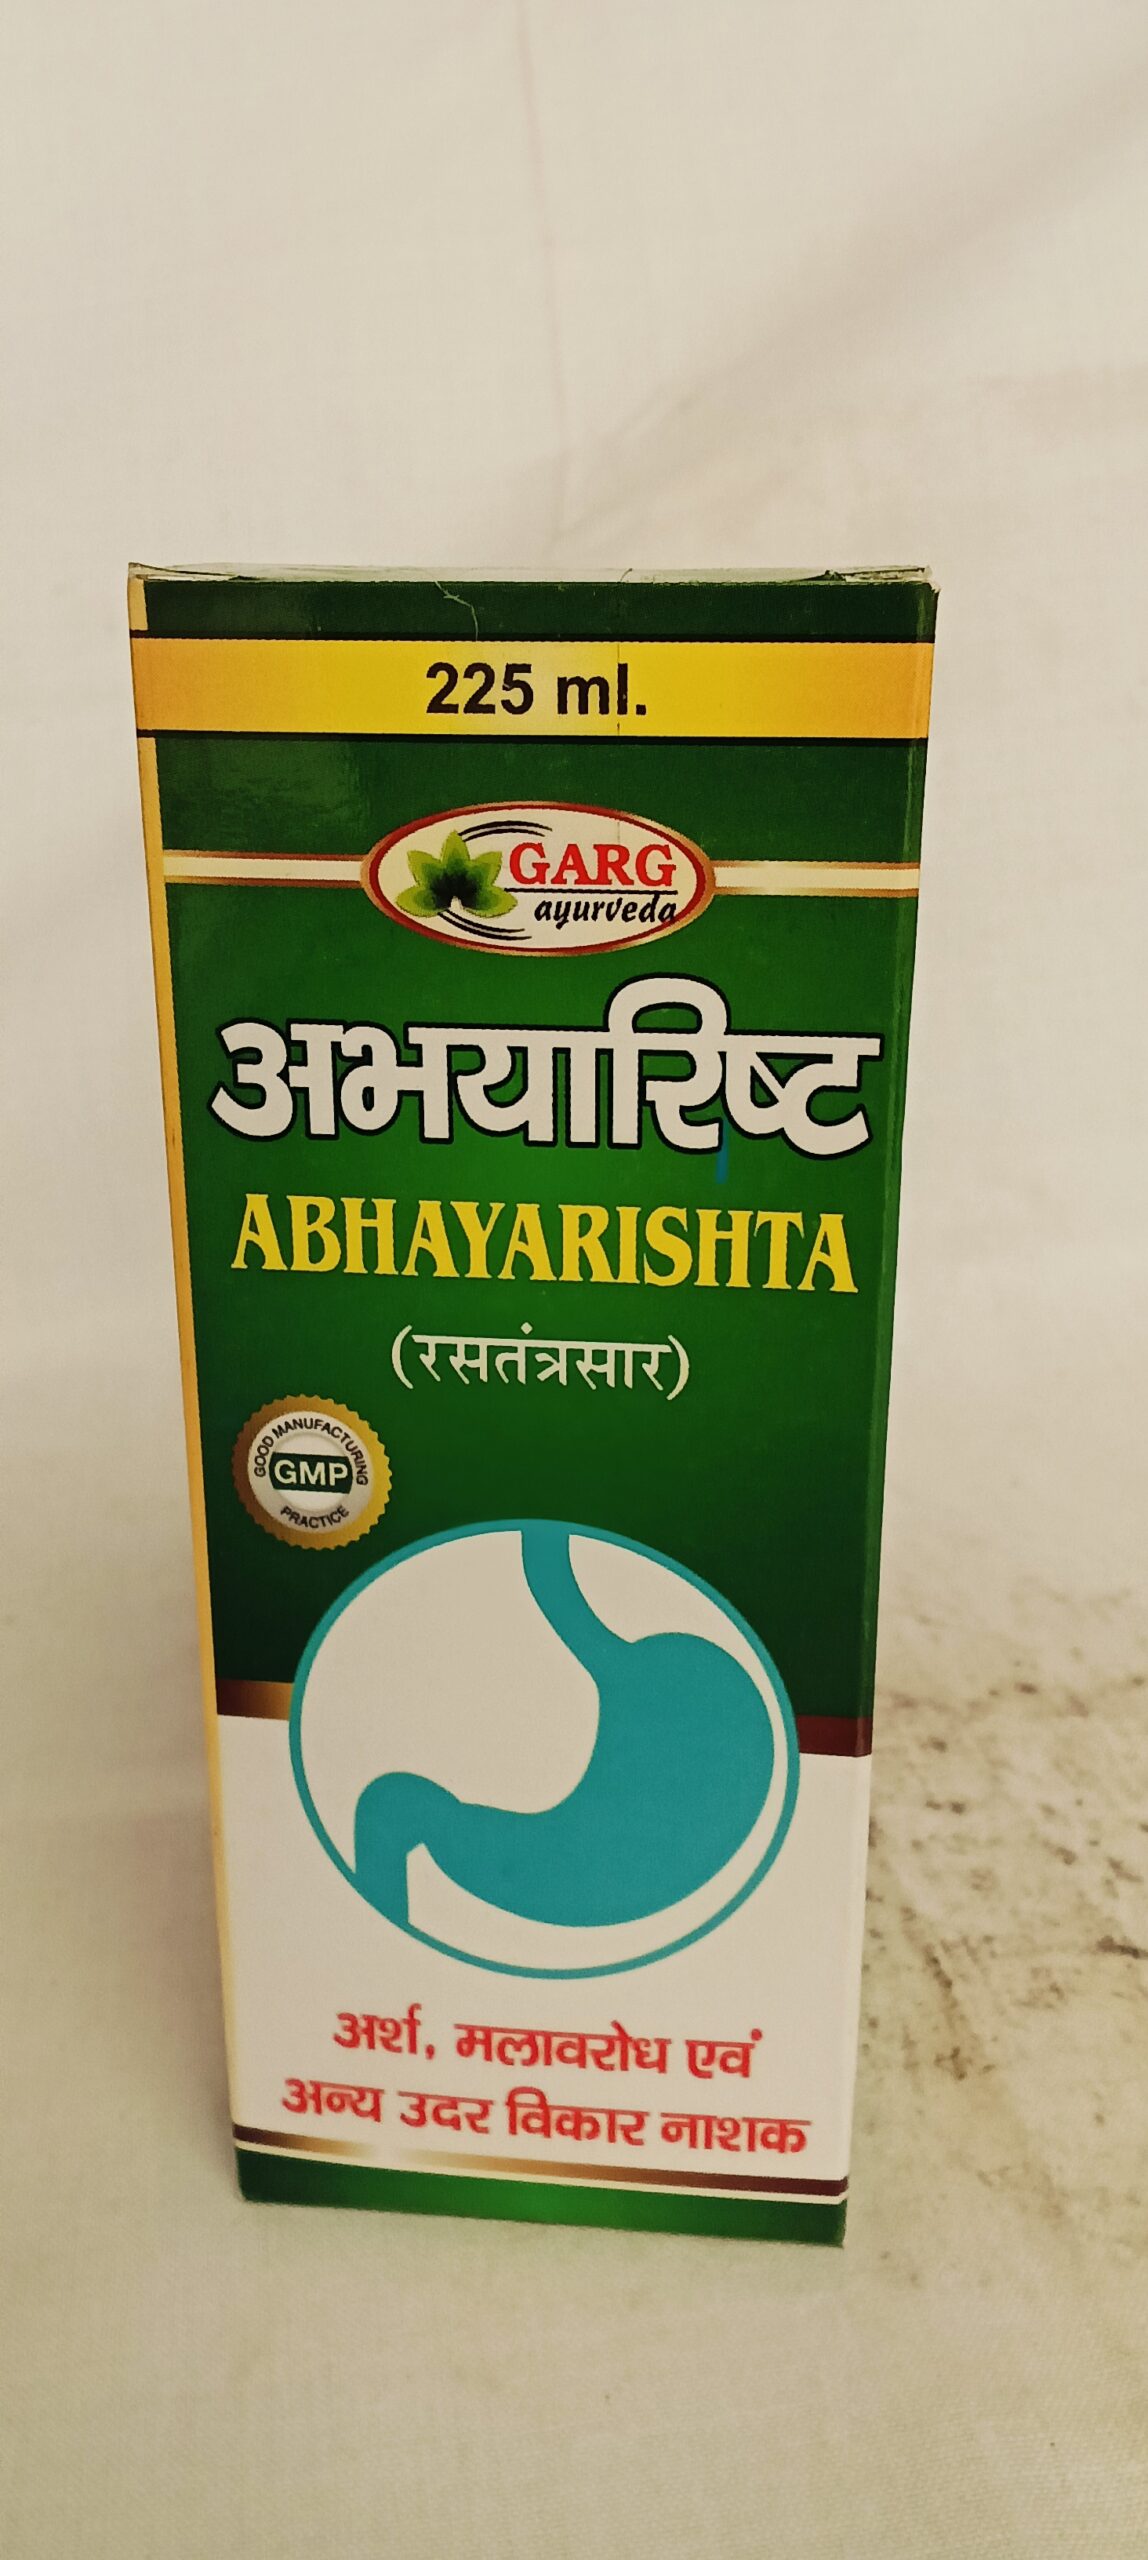 225 ml.
GARG
ayurveda
अभयारिष्ट
ABHAYARISHTA
(रसतंत्रसार)
GOOD MANUFACTURING
GMP
PRACTICE
अर्श, मलावरोध एवं
अन्य उदर विकार नाशक